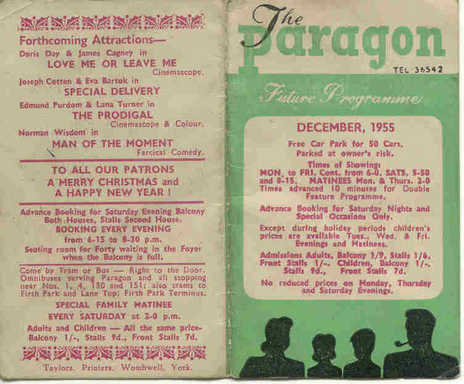 Forthcoming Attractions—
Doris Day & James Cagney in
LOVE ME OR LEAVE ME
Cinemascope.
Joseph Cotten & Eva Bartok in
SPECIAL DELIVERY
Edmund Purdom & Lana Turner in
THE PRODIGAL
Cinemascope & Colour.
Norman Wisdom in
MAN OF THE MOMENT
Farcical Comedy.
TO ALL OUR PATRONS
A MERRY CHRISTMAS and
A HAPPY NEW YEAR !
Advance Booking for Saturday Evening Balcony
Both Houses, Stalls Second House.
BOOKING EVERY EVENING
from 6-15 to 8-30 p.m.
Seating room for Forty waiting in the Foyer
when the Balcony is full.
Come by Tram or Bus — Right to the Door.
Omnibuses serving Paragon and all stopping
near Nos. 1, 4, 150 and 151; also trams to
Firth Park and Lane Top; Firth Park Terminus.
SPECIAL FAMILY MATINEE
EVERY SATURDAY at 2-0 p.m.
Adults and Children — All the same price-
Balcony 1/-, Stalls 9d., Front Stalls 7d.
Taylors, Printers, Wombwell, York.
The
paragon
TEL 36542
Future Programme
DECEMBER, 1955
Free Car Park for 50 Cars.
Parked at owner's risk.
Times of Showing
MON. to FRI. Cont. from 6-0, SATS. 5-50
and 8-15. MATINEES Mon. & Thurs. 2-0
Times advanced 10 minutes for Double
Feature Programme.
Advance Booking for Saturday Nights and
Special Occasions Only.
Except during holiday periods children's
prices are available Tues., Wed. & Fri.
Evenings and Matinees.
Admissions Adults, Balcony 1/9, Stalls 1/6,
Front Stalls 1/-. Children, Balcony 1/-,
Stalls 9d., Front Stalls 7d.
No reduced prices on Monday, Thursday
and Saturday Evenings.